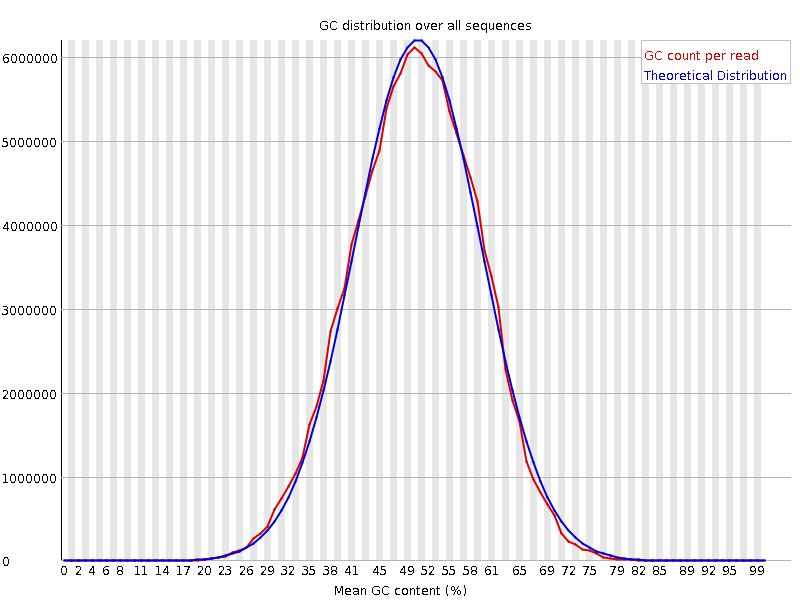 GC distribution over all sequences
GC count per read
Theoretical Distribution
6000000
5000000
4000000
3000000
2000000
1000000
0
0 2 4 6 8 11 14 17 20 23 26 29 32 35 38 41 45 49 52 55 58 61 65 69 72 75 79 82 85 89 92 95 99
Mean GC content (%)